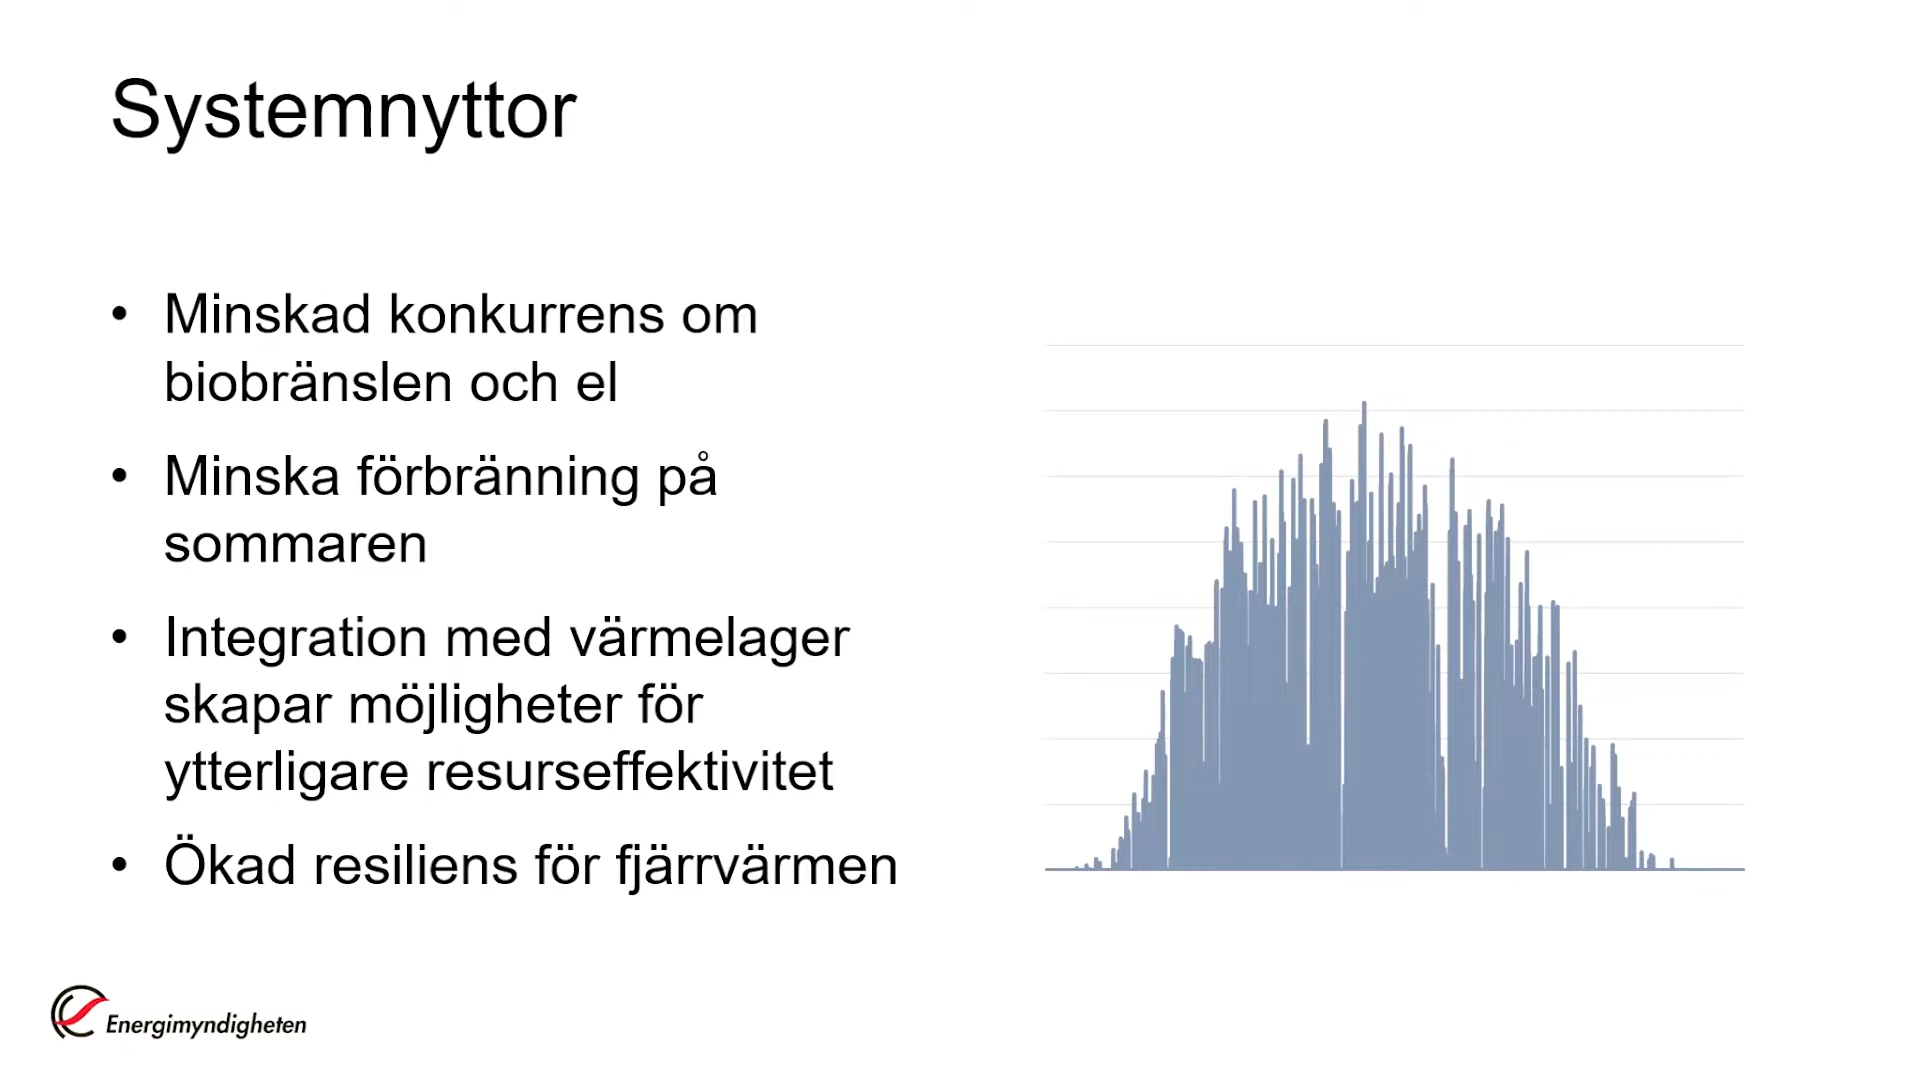 Systemnyttor
• Minskad konkurrens om
biobränslen och el
• Minska förbränning på
sommaren
• Integration med värmelager
skapar möjligheter för
ytterligare resurseffektivitet
• Ökad resiliens för fjärrvärmen
Energimyndigheten